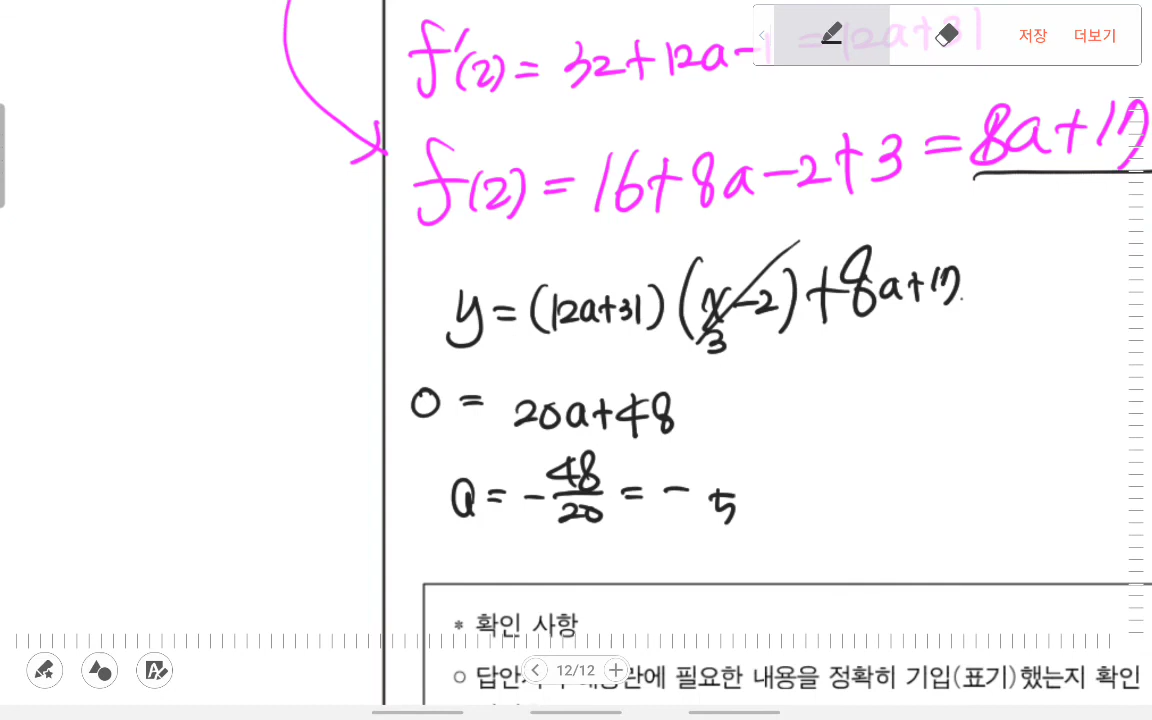 저장 더보기
f'(2) = 32+12a-1 = 12a+31
f(2) = 16+8a-2+3 = 8a+17
y = (12a+31)(x-2)+8a+17
3
0 = 20a+48
a = -48/20 = - 5
* 확인 사항
12/12
○ 답안지 란에 필요한 내용을 정확히 기입(표기)했는지 확인